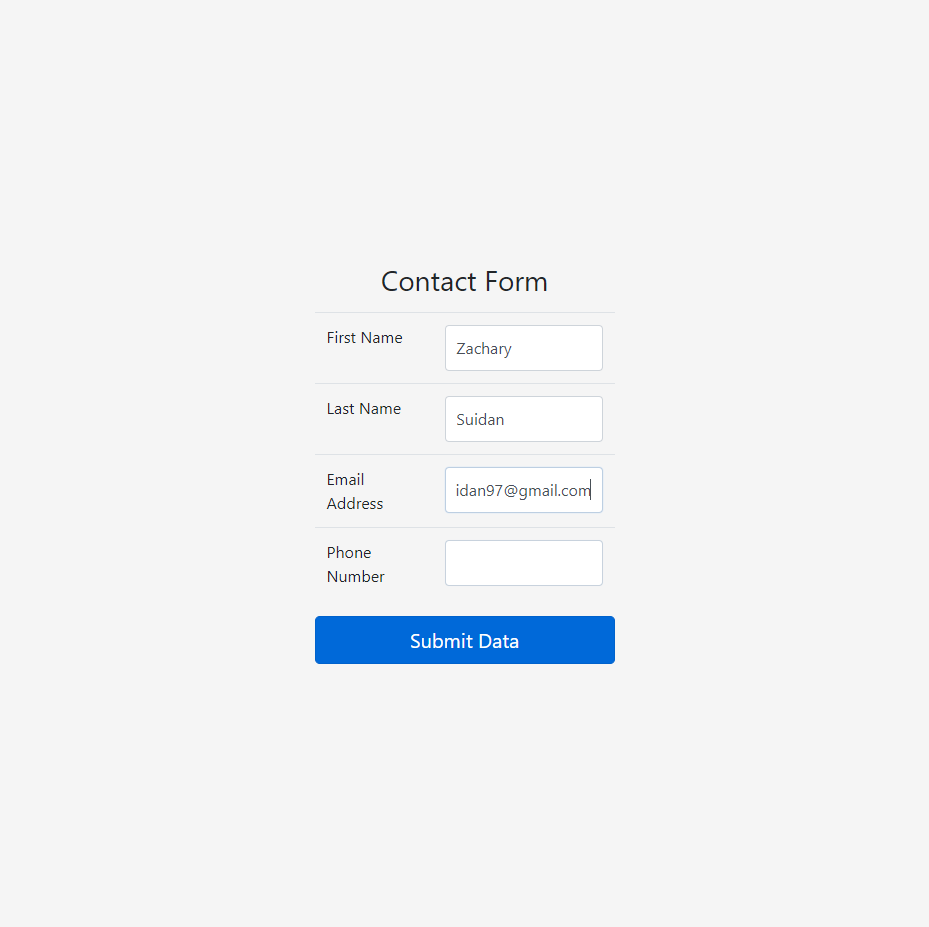 Contact Form
First Name
Zachary
Last Name
Suidan
Email
Address
idan97@gmail.com
Phone
Number
Submit Data